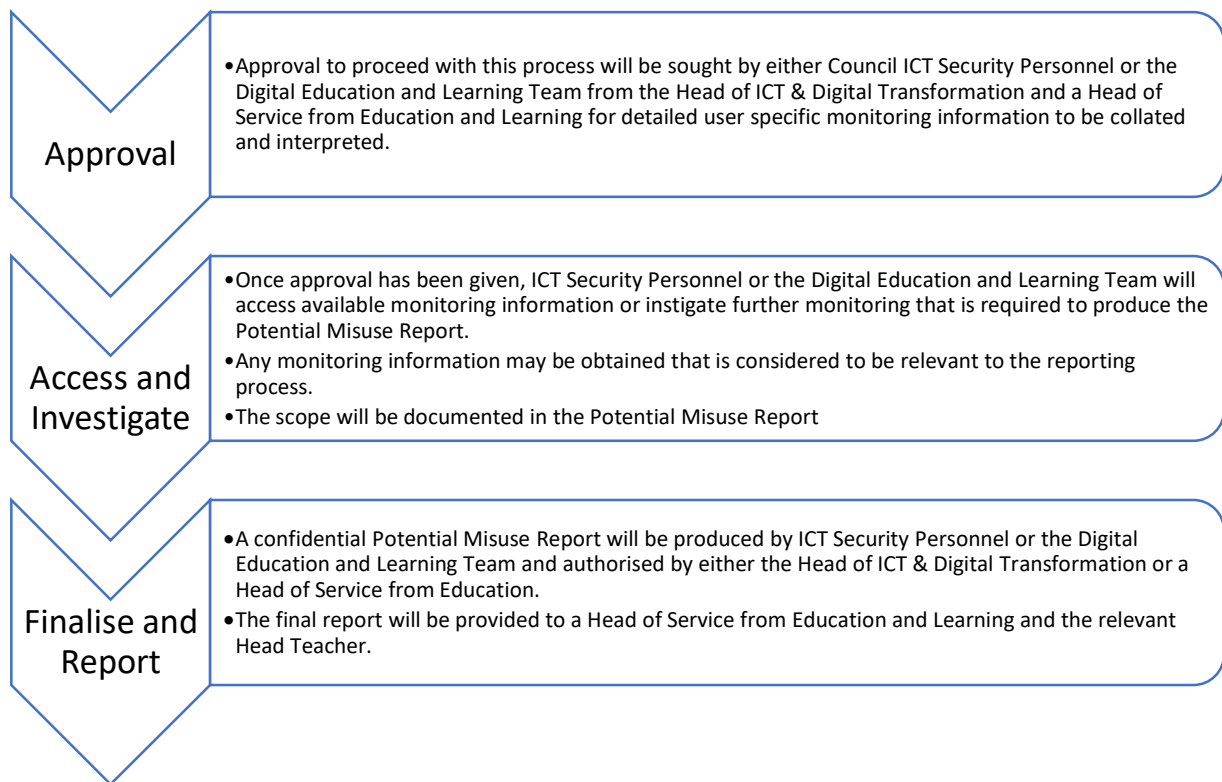 Approval
•Approval to proceed with this process will be sought by either Council ICT Security Personnel or the
Digital Education and Learning Team from the Head of ICT & Digital Transformation and a Head of
Service from Education and Learning for detailed user specific monitoring information to be collated
and interpreted.
Access and
Investigate
•Once approval has been given, ICT Security Personnel or the Digital Education and Learning Team will
access available monitoring information or instigate further monitoring that is required to produce the
Potential Misuse Report.
•Any monitoring information may be obtained that is considered to be relevant to the reporting
process.
•The scope will be documented in the Potential Misuse Report
Finalise and
Report
•A confidential Potential Misuse Report will be produced by ICT Security Personnel or the Digital
Education and Learning Team and authorised by either the Head of ICT & Digital Transformation or a
Head of Service from Education.
•The final report will be provided to a Head of Service from Education and Learning and the relevant
Head Teacher.